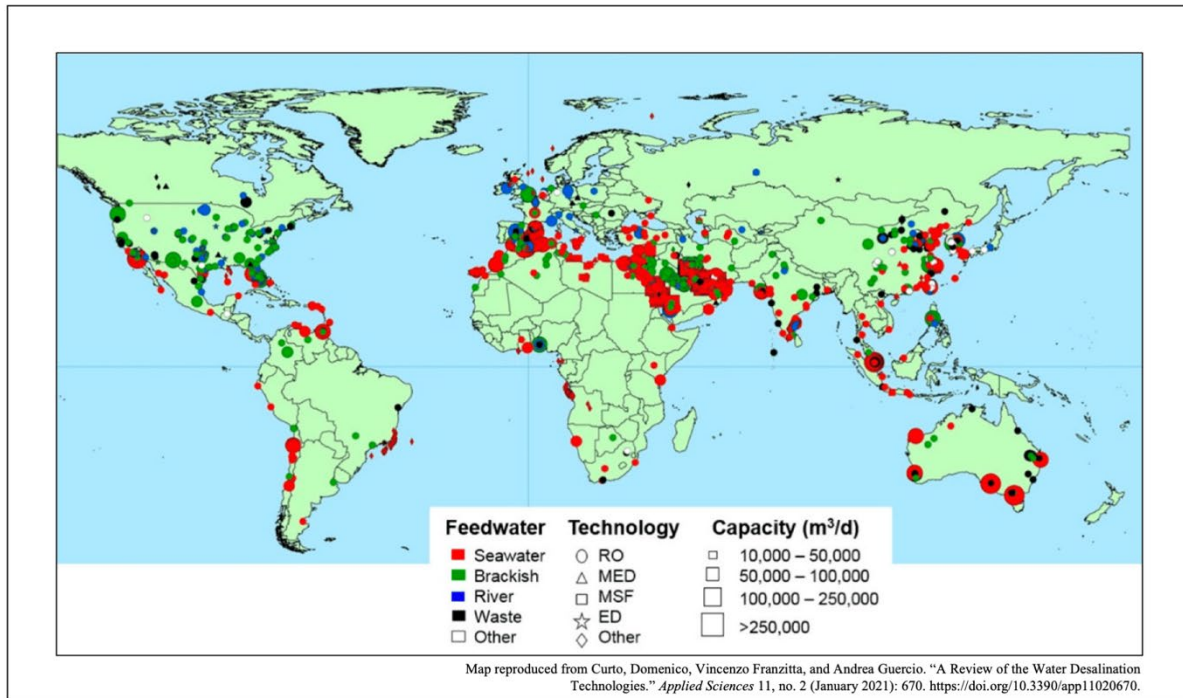 Feedwater
Seawater
Brackish
River
Waste
Other
Technology
RO
MED
MSF
ED
Other
Capacity (m³/d)
10,000 – 50,000
50,000 – 100,000
100,000 – 250,000
>250,000
Map reproduced from Curto, Domenico, Vincenzo Franzitta, and Andrea Guercio. “A Review of the Water Desalination
Technologies.” Applied Sciences 11, no. 2 (January 2021): 670. https://doi.org/10.3390/app11020670.